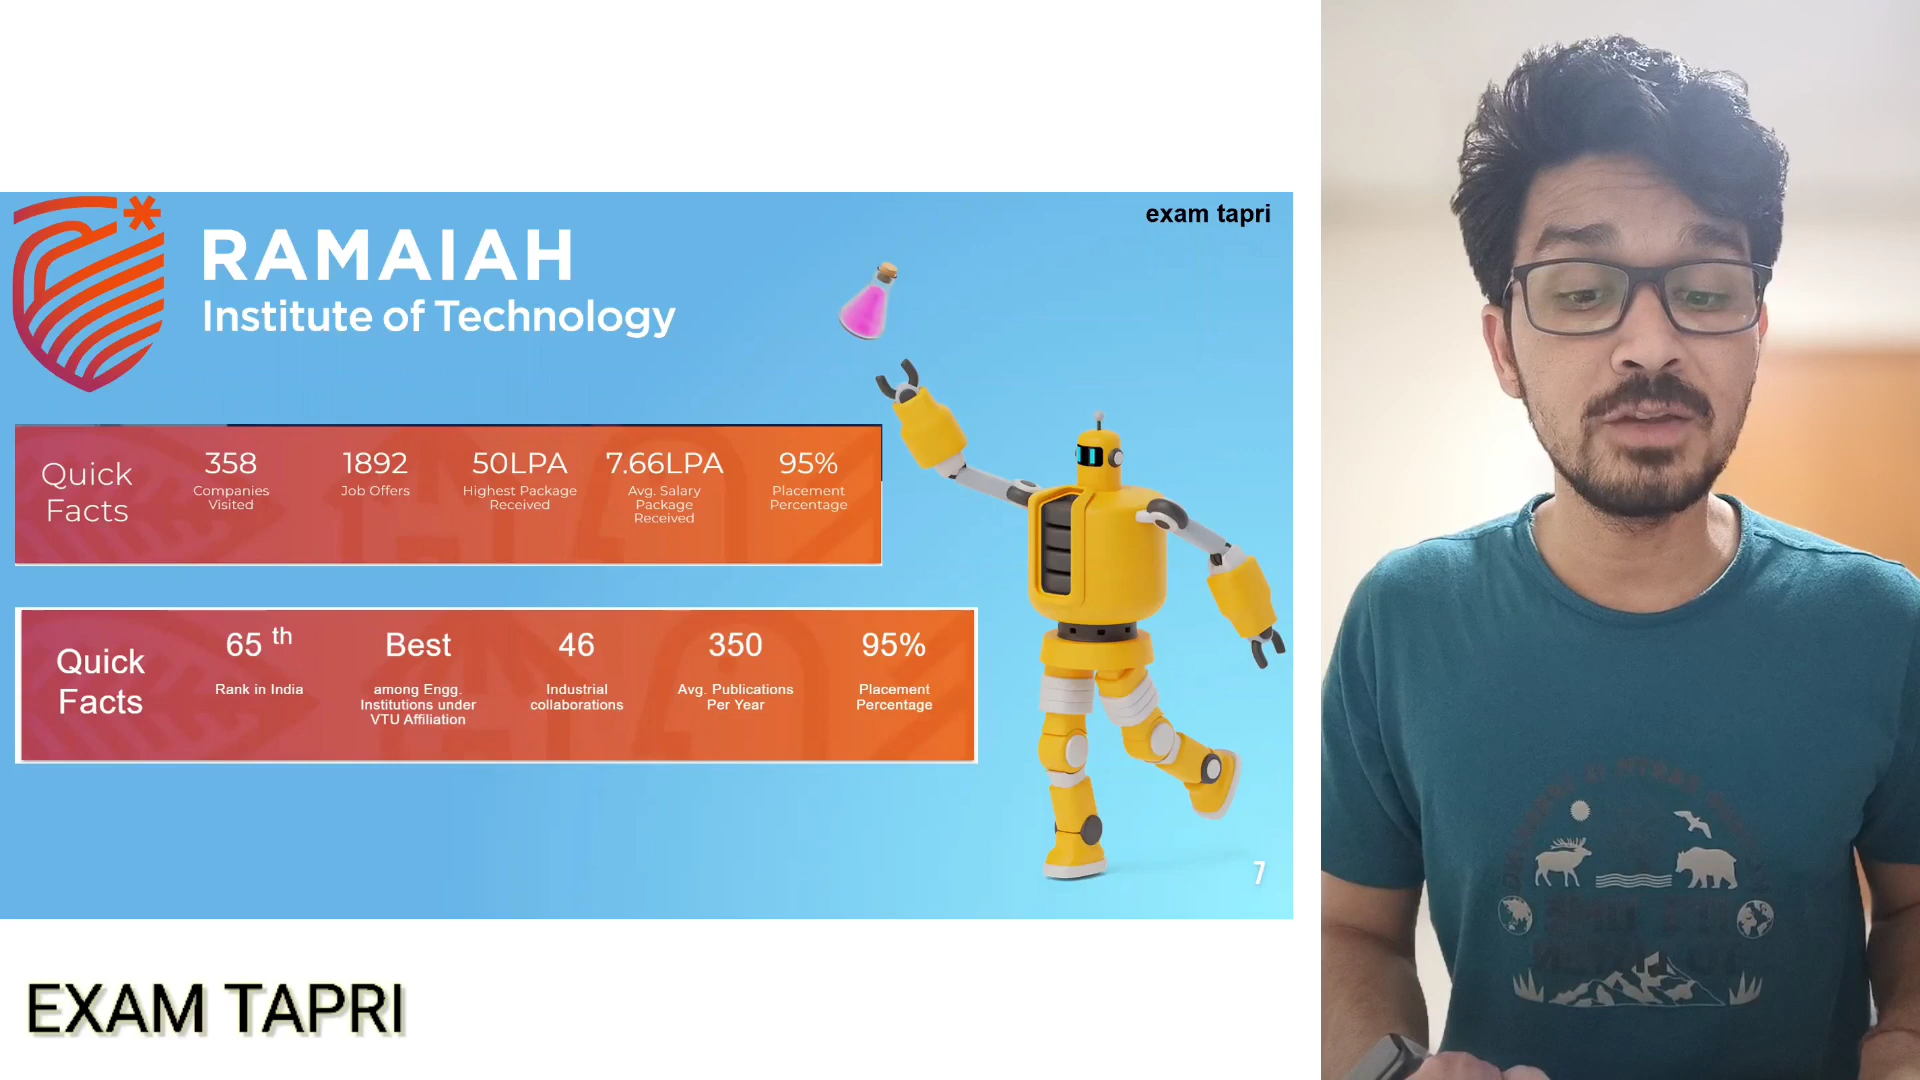 exam tapri
RAMAIAH
Institute of Technology
Quick
Facts
358
Companies
Visited
1892
Job Offers
50LPA
Highest Package
Received
7.66LPA
Avg. Salary
Package
Received
95%
Placement
Percentage
Quick
Facts
65 th
Rank in India
Best
among Engg.
Institutions under
VTU Affiliation
46
Industrial
collaborations
350
Avg. Publications
Per Year
95%
Placement
Percentage
7
EXAM TAPRI